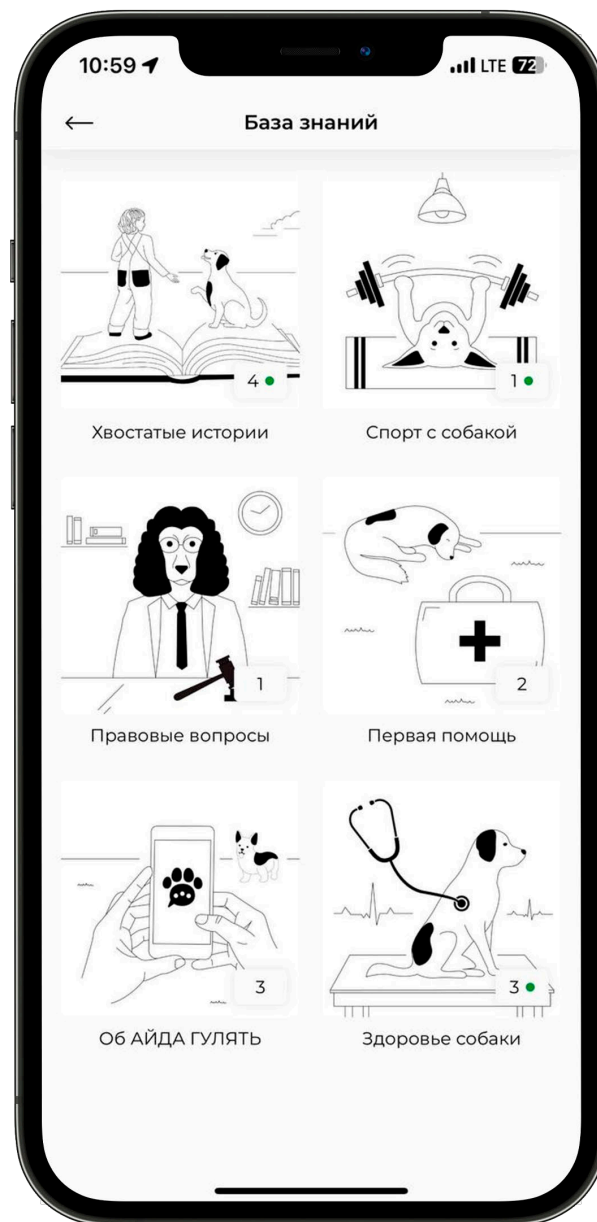 10:59
LTE 72
База знаний
4
1
Хвостатые истории
Спорт с собакой
1
2
Правовые вопросы
Первая помощь
3
3
Об АЙДА ГУЛЯТЬ
Здоровье собаки